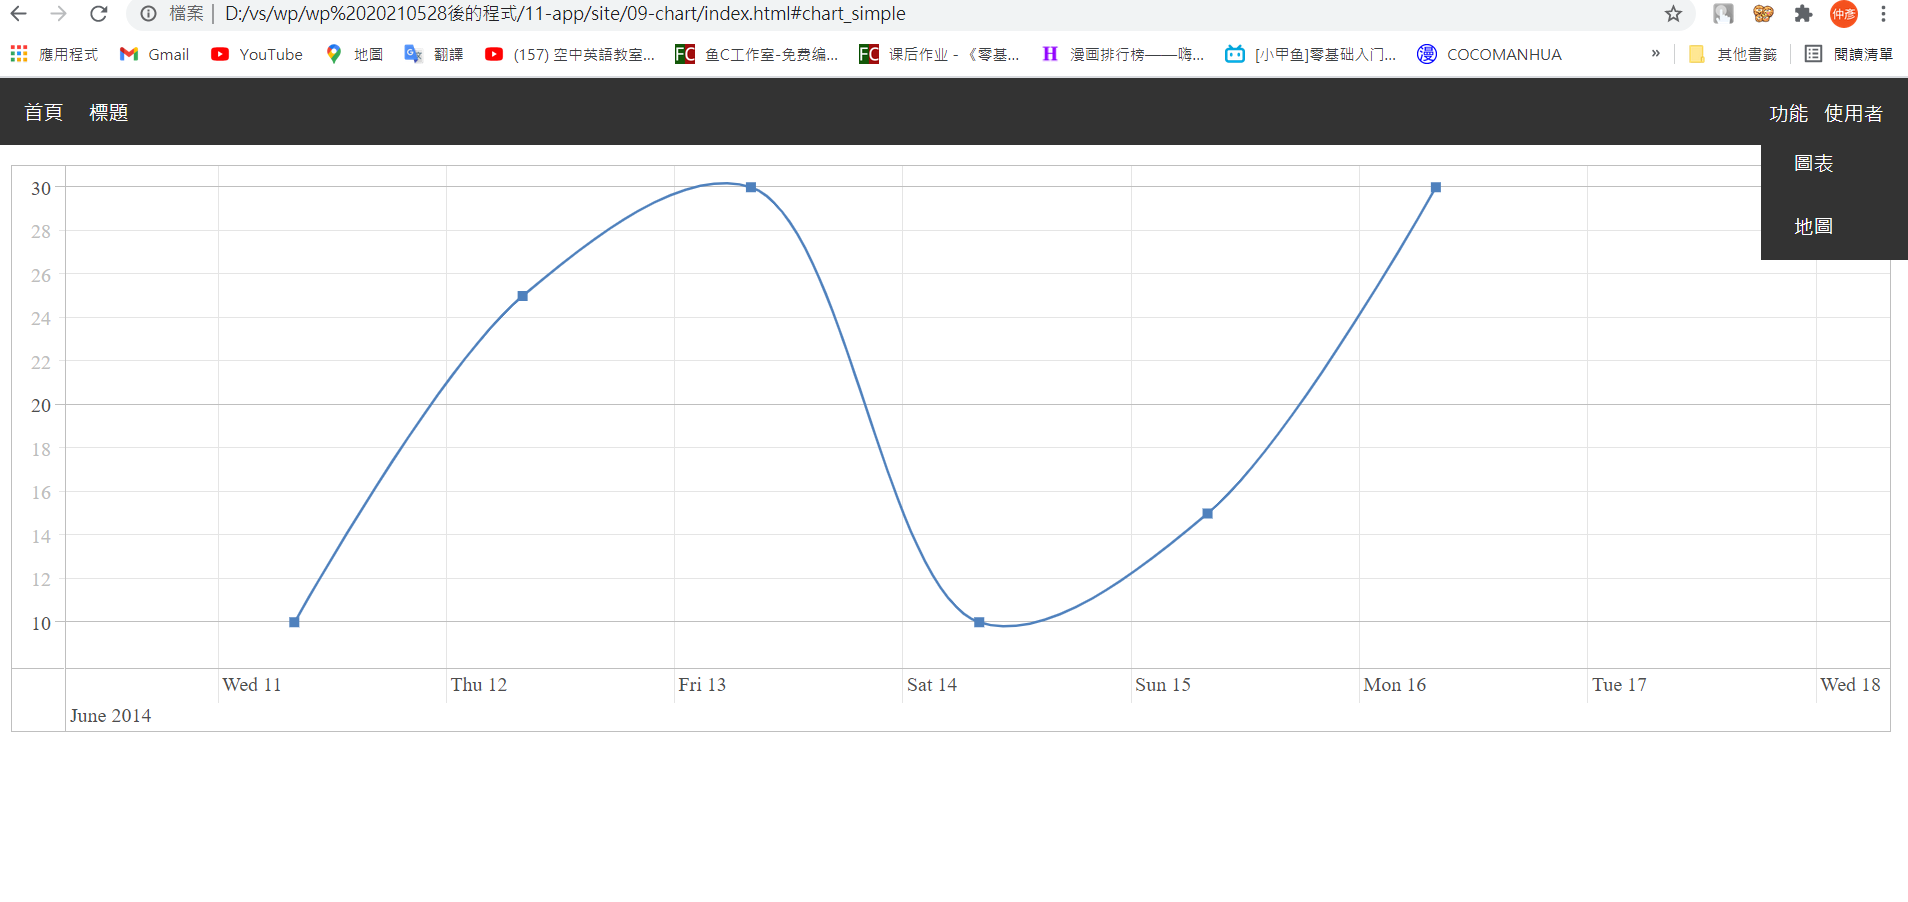 檔案 | D:/vs/wp/wp%2020210528後的程式/11-app/site/09-chart/index.html#chart_simple
仲彥
應用程式 Gmail YouTube 地圖 翻譯 (157) 空中英語教室... 鱼C工作室-免费编... 课后作业 - 《零基... 漫画排行榜——嗨... [小甲鱼]零基础入门... COCOMANHUA » 其他書籤 閱讀清單
首頁 標題 功能 使用者
圖表
地圖
30
28
26
24
22
20
18
16
14
12
10
Wed 11 Thu 12 Fri 13 Sat 14 Sun 15 Mon 16 Tue 17 Wed 18
June 2014